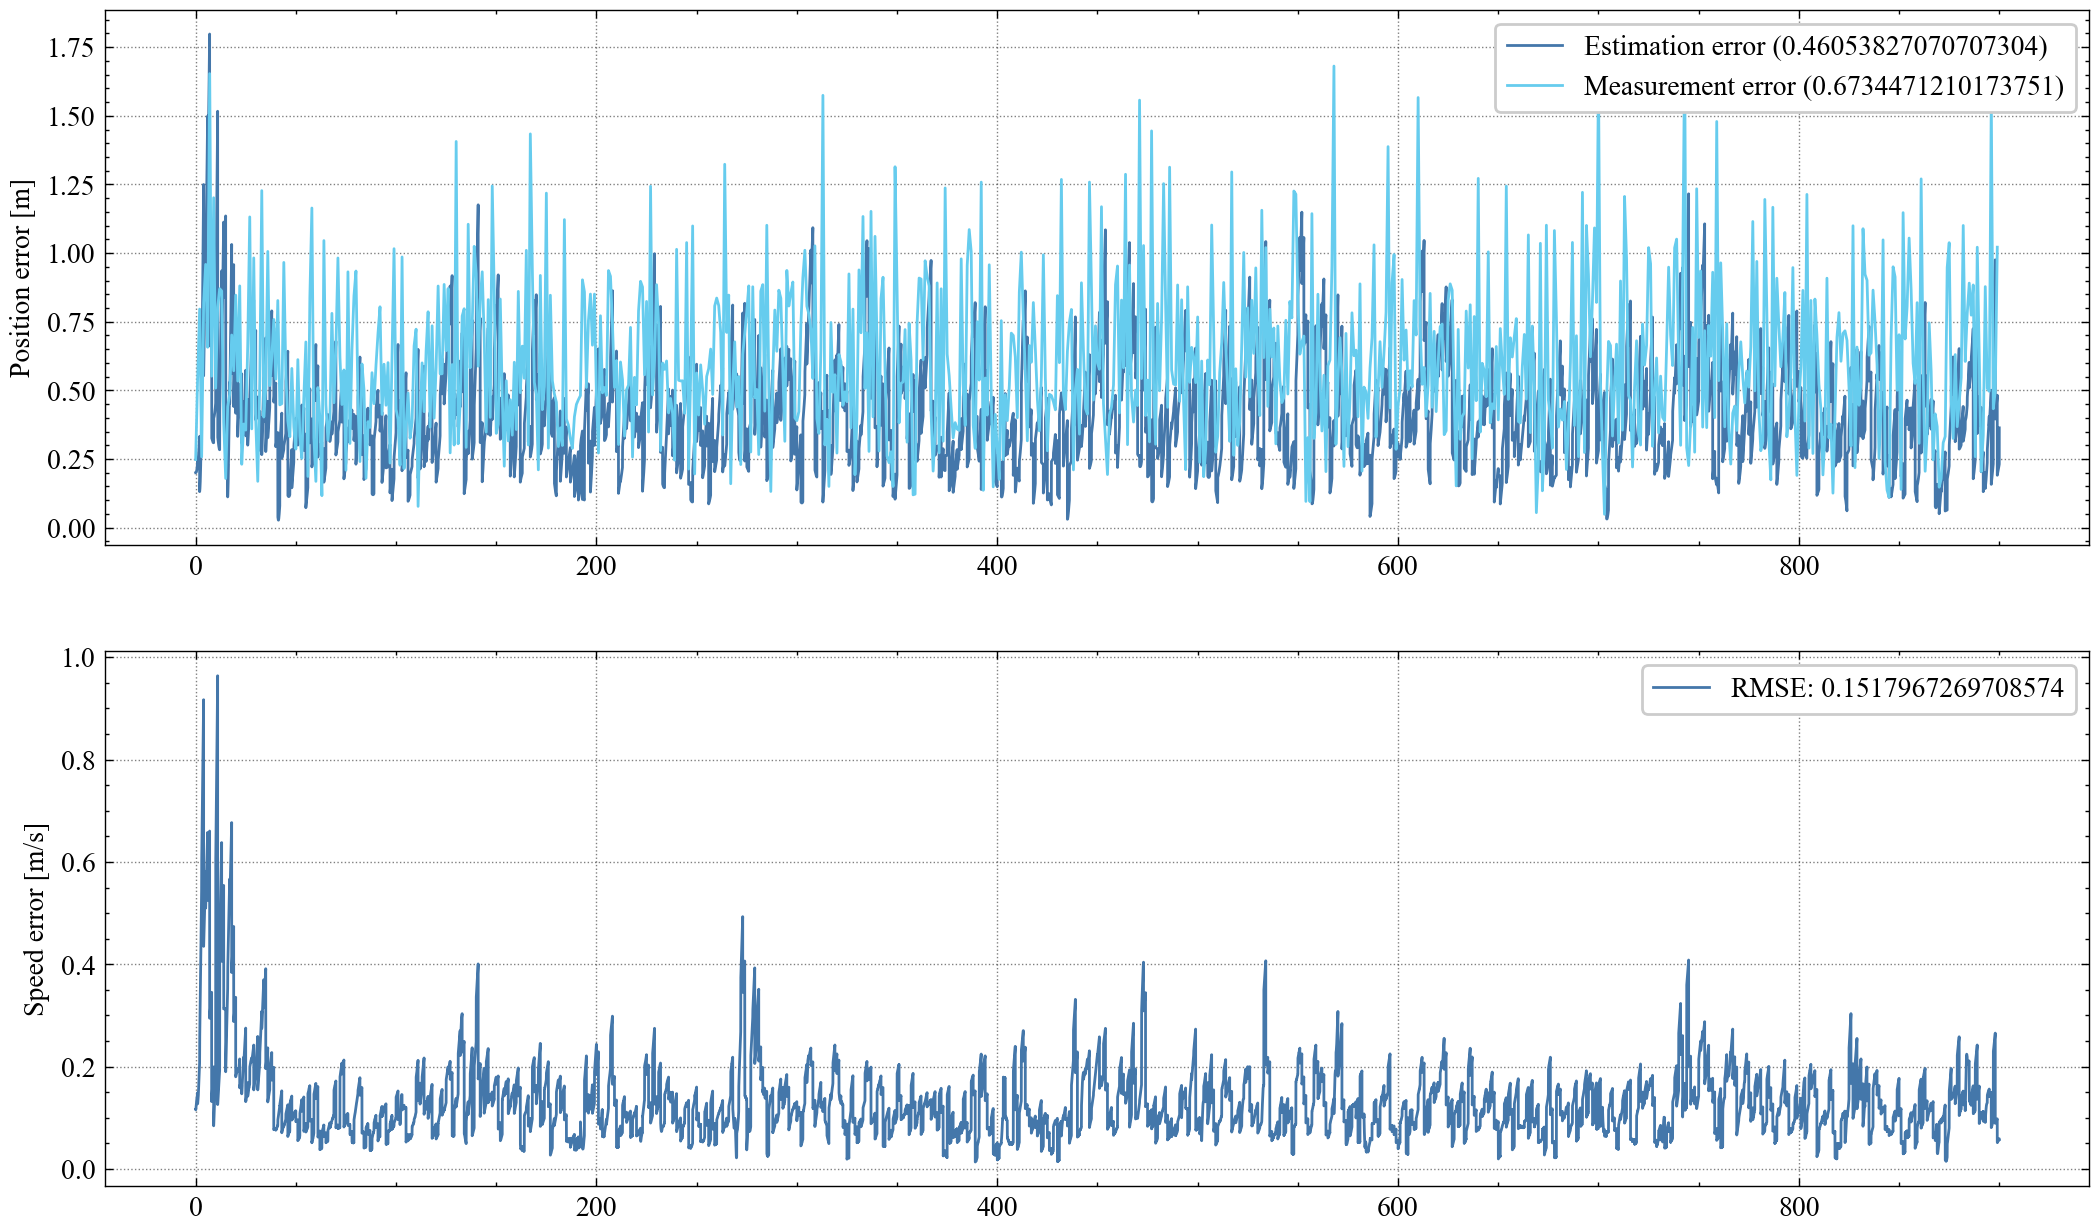 1.75
1.50
1.25
1.00
0.75
0.50
0.25
0.00
Position error [m]
Estimation error (0.46053827070707304)
Measurement error (0.6734471210173751)
0 200 400 600 800
1.0
0.8
0.6
0.4
0.2
0.0
Speed error [m/s]
RMSE: 0.1517967269708574
0 200 400 600 800